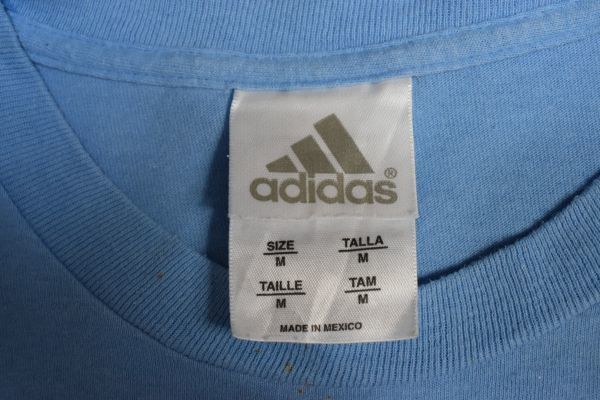 adidas®
SIZE TALLA
M M
TAILLE TAM
M M
MADE IN MEXICO